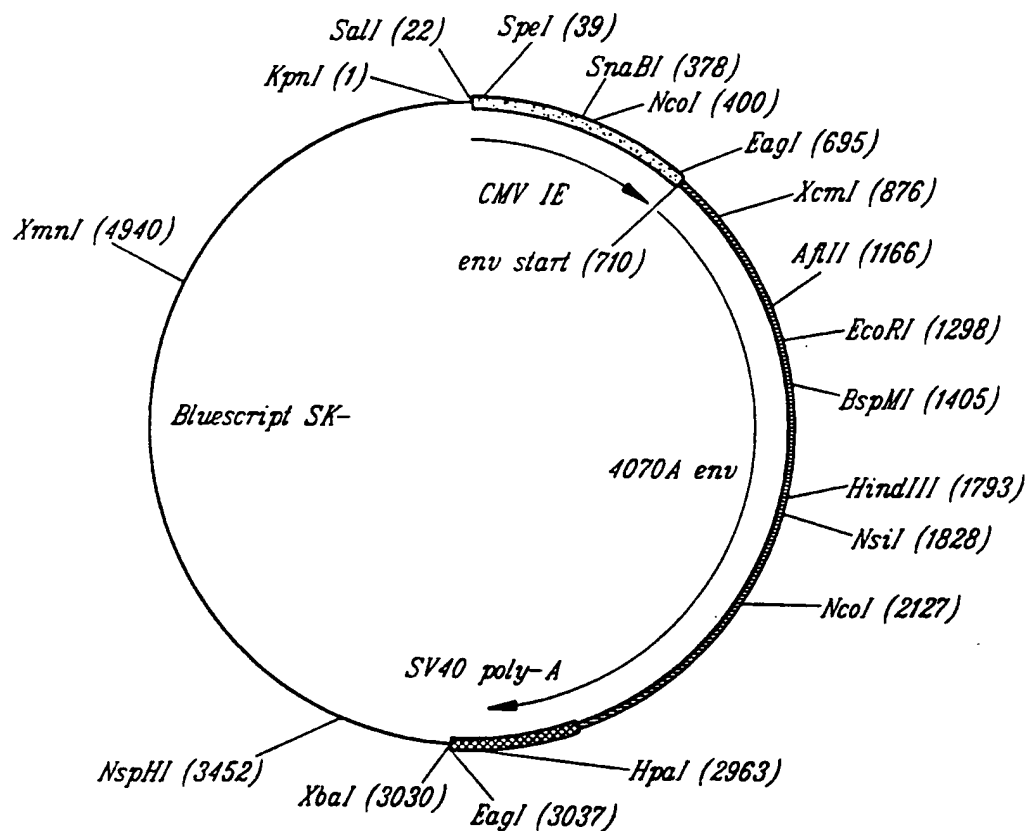 SalI (22)
SpeI (39)
KpnI (1)
SnaBI (378)
NcoI (400)
EagI (695)
CMV IE
XcmI (876)
XmnI (4940)
env start (710)
AflII (1166)
EcoRI (1298)
BspMI (1405)
Bluescript SK-
4070A env
HindIII (1793)
NsiI (1828)
NcoI (2127)
SV40 poly-A
NspHI (3452)
HpaI (2963)
XbaI (3030)
EagI (3037)